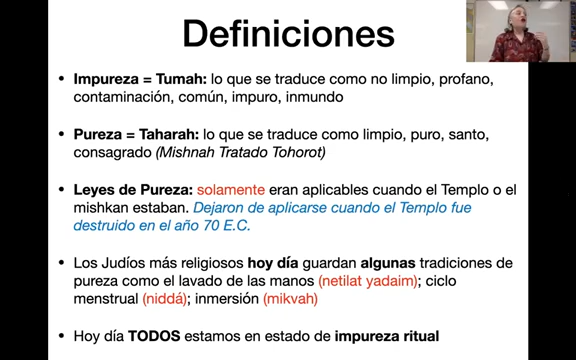 Definiciones
• Impureza = Tumah: lo que se traduce como no limpio, profano,
contaminación, común, impuro, inmundo
• Pureza = Taharah: lo que se traduce como limpio, puro, santo,
consagrado (Mishnah Tratado Tohorot)
• Leyes de Pureza: solamente eran aplicables cuando el Templo o el
mishkan estaban. Dejaron de aplicarse cuando el Templo fue
destruido en el año 70 E.C.
• Los Judíos más religiosos hoy día guardan algunas tradiciones de
pureza como el lavado de las manos (netilat yadaim); ciclo
menstrual (niddá); inmersión (mikvah)
• Hoy día TODOS estamos en estado de impureza ritual